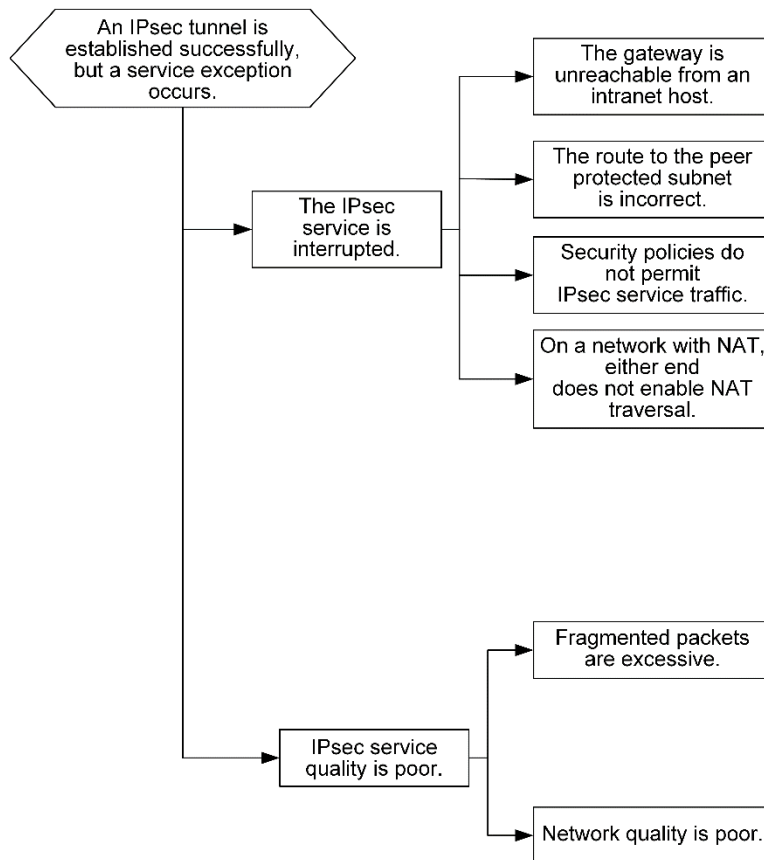 An IPsec tunnel is
established successfully,
but a service exception
occurs.
The IPsec
service is
interrupted.
The gateway is
unreachable from an
intranet host.
The route to the peer
protected subnet
is incorrect.
Security policies do
not permit
IPsec service traffic.
On a network with NAT,
either end
does not enable NAT
traversal.
IPsec service
quality is poor.
Fragmented packets
are excessive.
Network quality is poor.